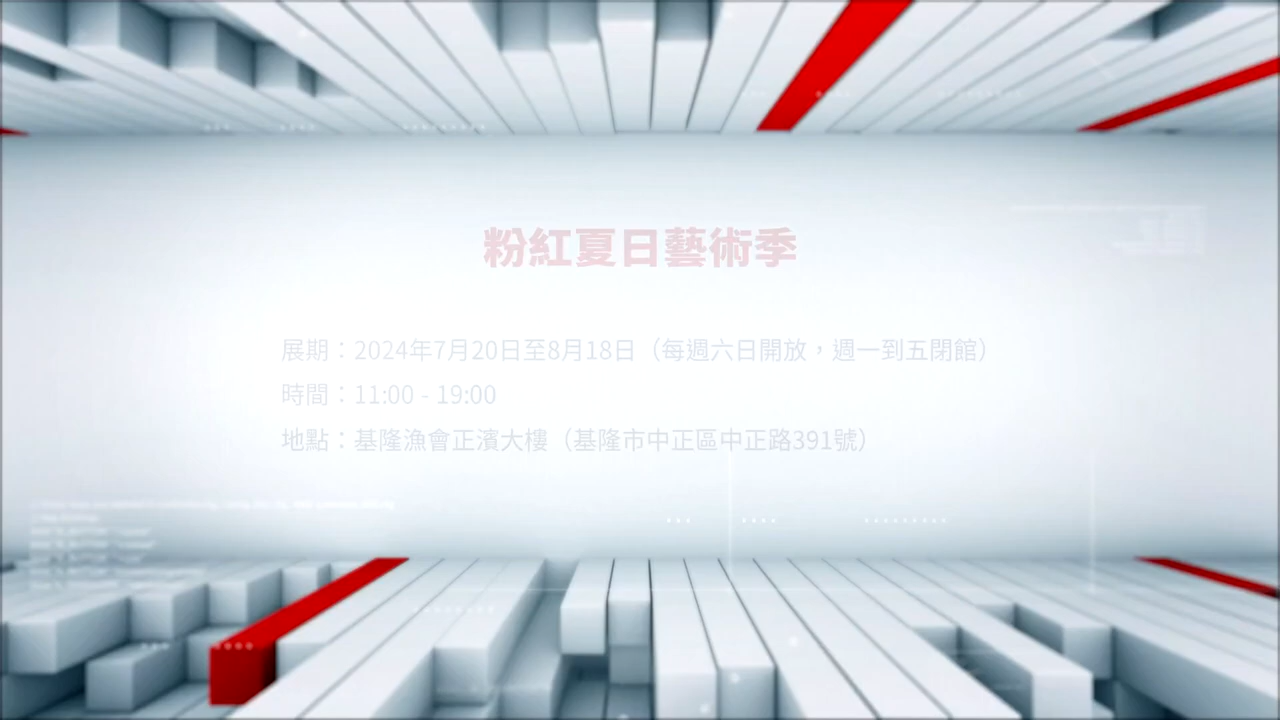 粉紅夏日藝術季
展期：2024年7月20日至8月18日（每週六日開放，週一到五閉館）
時間：11:00 - 19:00
地點：基隆漁會正濱大樓（基隆市中正區中正路391號）